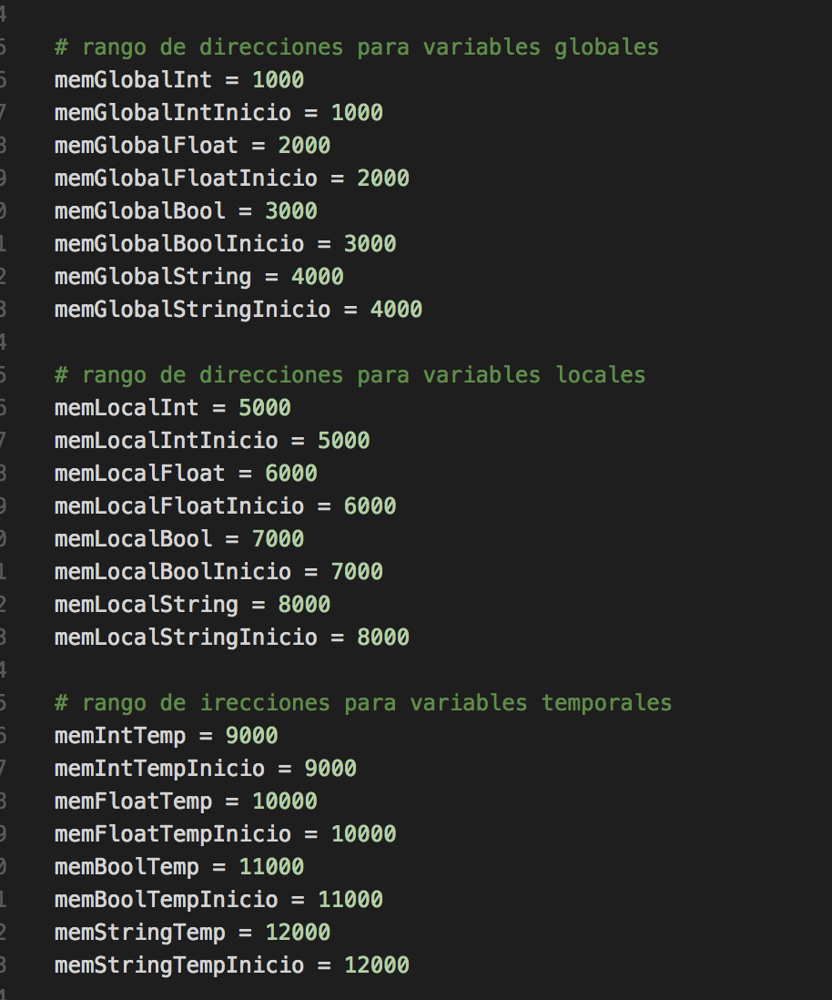 # rango de direcciones para variables globales
memGlobalInt = 1000
memGlobalIntInicio = 1000
memGlobalFloat = 2000
memGlobalFloatInicio = 2000
memGlobalBool = 3000
memGlobalBoolInicio = 3000
memGlobalString = 4000
memGlobalStringInicio = 4000
# rango de direcciones para variables locales
memLocalInt = 5000
memLocalIntInicio = 5000
memLocalFloat = 6000
memLocalFloatInicio = 6000
memLocalBool = 7000
memLocalBoolInicio = 7000
memLocalString = 8000
memLocalStringInicio = 8000
# rango de irecciones para variables temporales
memIntTemp = 9000
memIntTempInicio = 9000
memFloatTemp = 10000
memFloatTempInicio = 10000
memBoolTemp = 11000
memBoolTempInicio = 11000
memStringTemp = 12000
memStringTempInicio = 12000